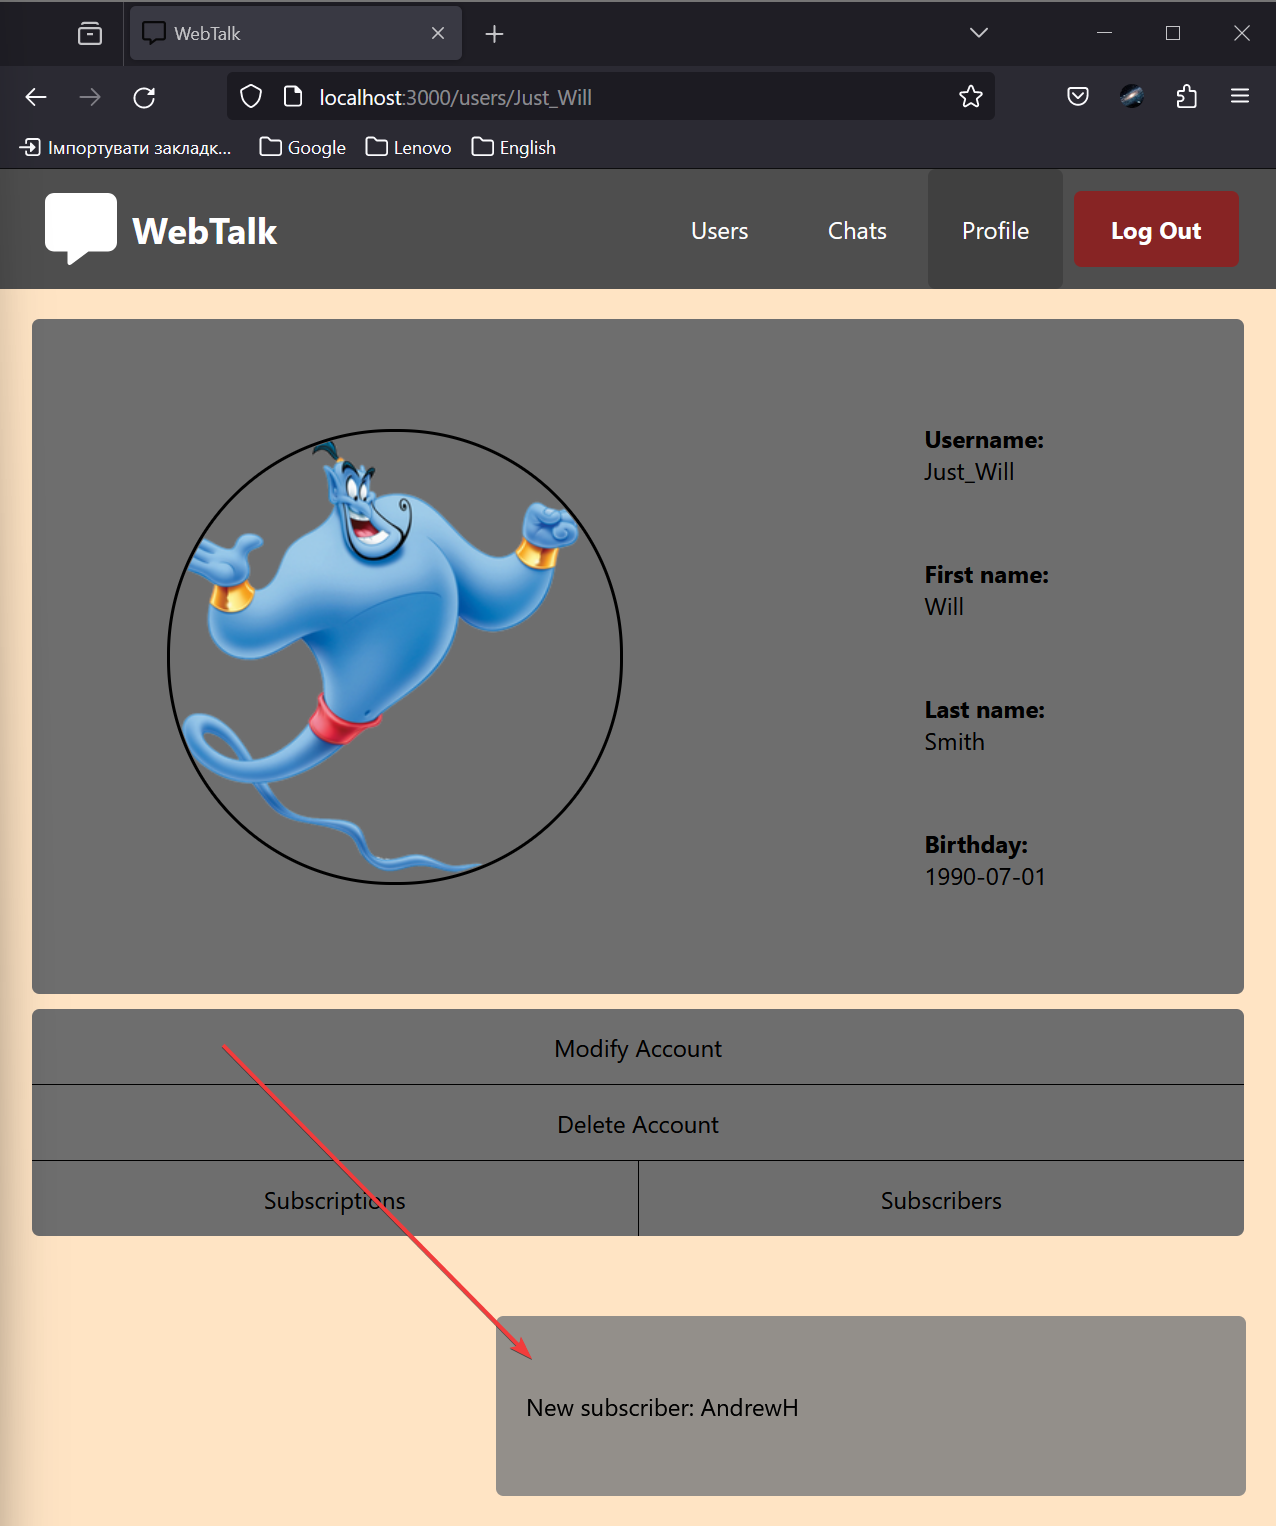 WebTalk
localhost:3000/users/Just_Will
Імпортувати закладк...
Google
Lenovo
English
WebTalk
Users
Chats
Profile
Log Out
Username:
Just_Will
First name:
Will
Last name:
Smith
Birthday:
1990-07-01
Modify Account
Delete Account
Subscriptions
Subscribers
New subscriber: AndrewH